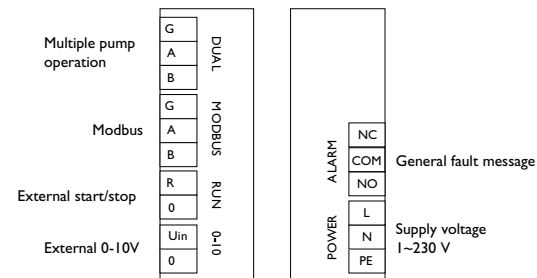 Multiple pump
operation
G
A
B
DUAL
Modbus
G
A
B
MODBUS
External start/stop
R
0
RUN
External 0-10V
Uin
0
0-10
ALARM
NC
COM
NO
General fault message
POWER
L
N
PE
Supply voltage
1~230 V